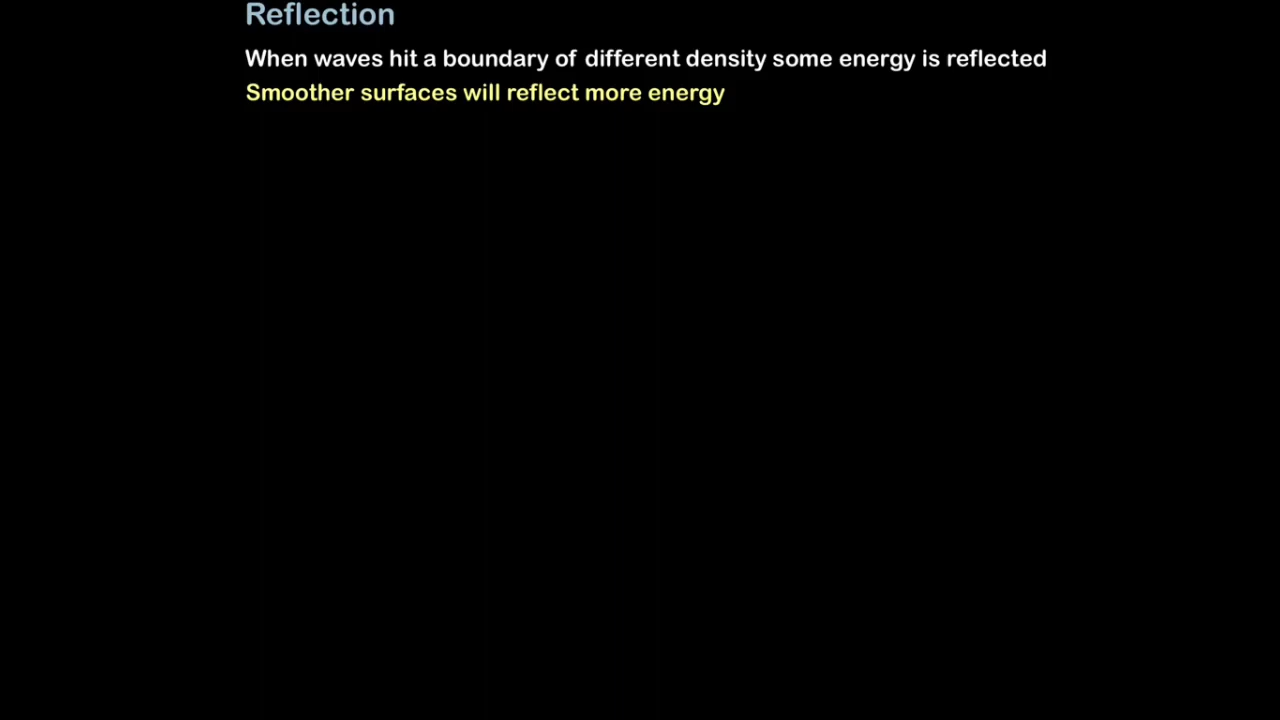 Reflection
When waves hit a boundary of different density some energy is reflected
Smoother surfaces will reflect more energy